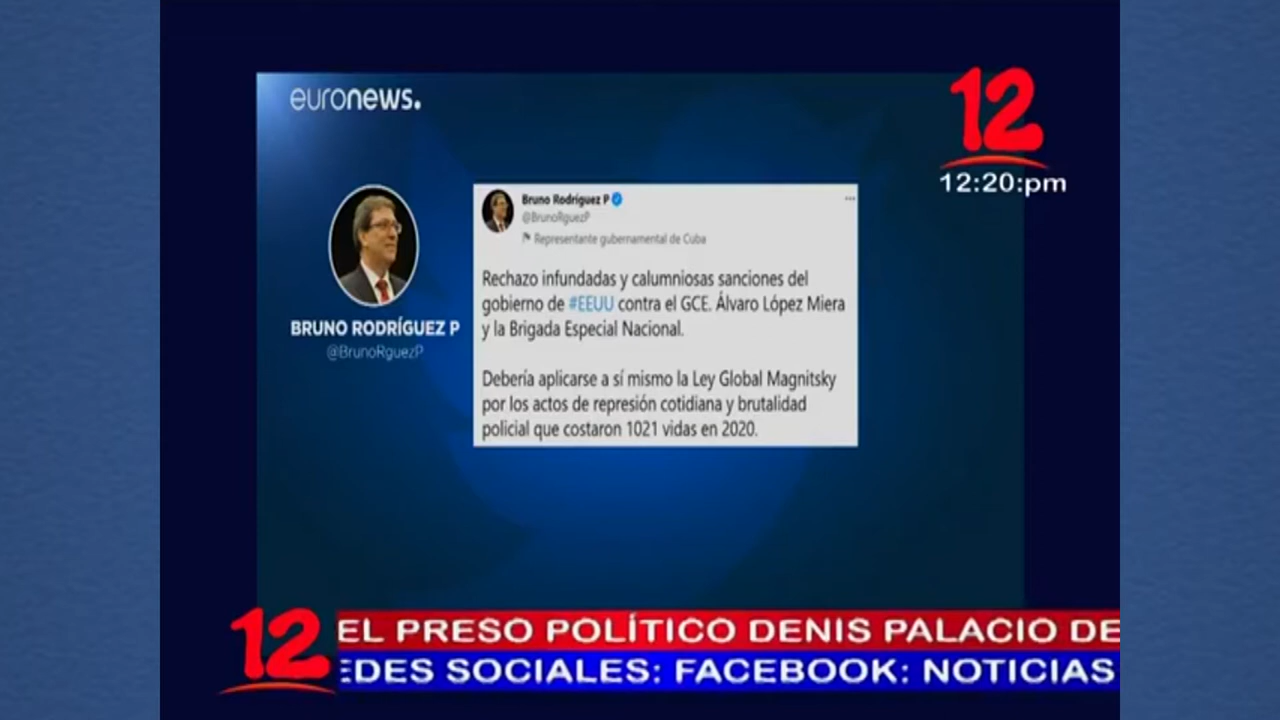 euronews.
12
12:20:pm
BRUNO RODRÍGUEZ P
@BrunoRguezP
Bruno Rodríguez P
@BrunoRguezP
Representante gubernamental de Cuba
Rechazo infundadas y calumniosas sanciones del
gobierno de #EEUU contra el GCE. Álvaro López Miera
y la Brigada Especial Nacional.
Debería aplicarse a sí mismo la Ley Global Magnitsky
por los actos de represión cotidiana y brutalidad
policial que costaron 1021 vidas en 2020.
12
EL PRESO POLÍTICO DENIS PALACIO DE
EDES SOCIALES: FACEBOOK: NOTICIAS